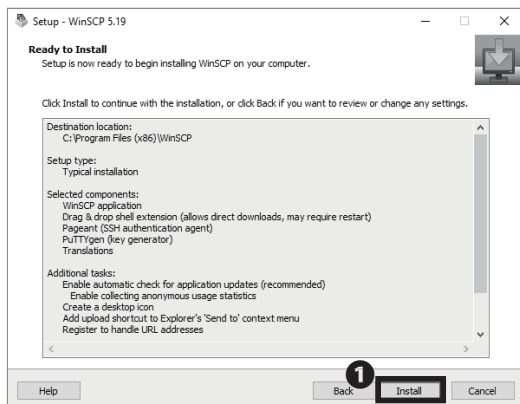 Setup - WinSCP 5.19
Ready to Install
Setup is now ready to begin installing WinSCP on your computer.
Click Install to continue with the installation, or click Back if you want to review or change any settings.
Destination location:
C:\Program Files (x86)\WinSCP
Setup type:
Typical installation
Selected components:
WinSCP application
Drag & drop shell extension (allows direct downloads, may require restart)
Pageant (SSH authentication agent)
PuTTYgen (key generator)
Translations
Additional tasks:
Enable automatic check for application updates (recommended)
Enable collecting anonymous usage statistics
Create a desktop icon
Add upload shortcut to Explorer's 'Send to' context menu
Register to handle URL addresses
1
Help Back Install Cancel